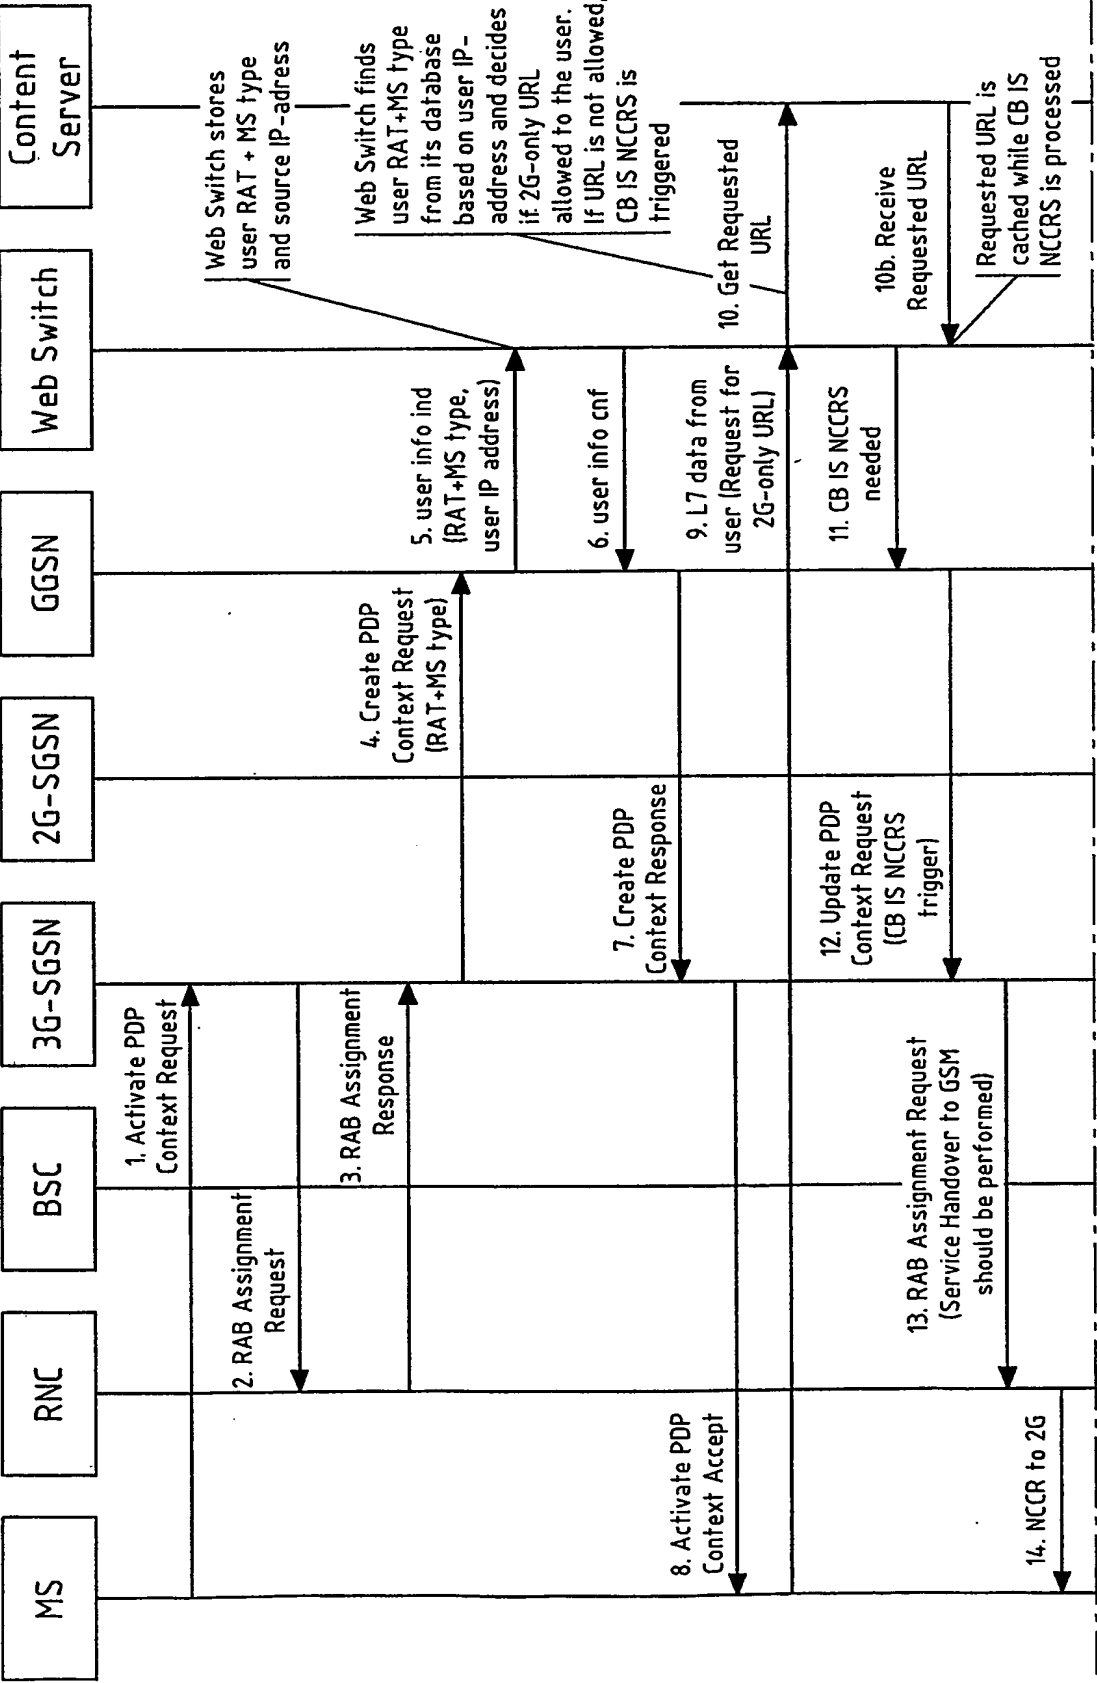 MS
RNC
BSC
3G-SGSN
2G-SGSN
GGSN
Web Switch
Content
Server
1. Activate PDP
Context Request
2. RAB Assignment
Request
3. RAB Assignment
Response
4. Create PDP
Context Request
(RAT+MS type)
5. user info ind
(RAT+MS type,
user IP address)
Web Switch stores
user RAT + MS type
and source IP-adress
6. user info cnf
7. Create PDP
Context Response
8. Activate PDP
Context Accept
9. L7 data from
user (Request for
2G-only URL)
Web Switch finds
user RAT+MS type
from its database
based on user IP-
address and decides
if 2G-only URL
allowed to the user.
If URL is not allowed,
CB IS NCCRS is
triggered
10. Get Requested
URL
10b. Receive
Requested URL
Requested URL is
cached while CB IS
NCCRS is processed
11. CB IS NCCRS
needed
12. Update PDP
Context Request
(CB IS NCCRS
trigger)
13. RAB Assignment Request
(Service Handover to GSM
should be performed)
14. NCCR to 2G